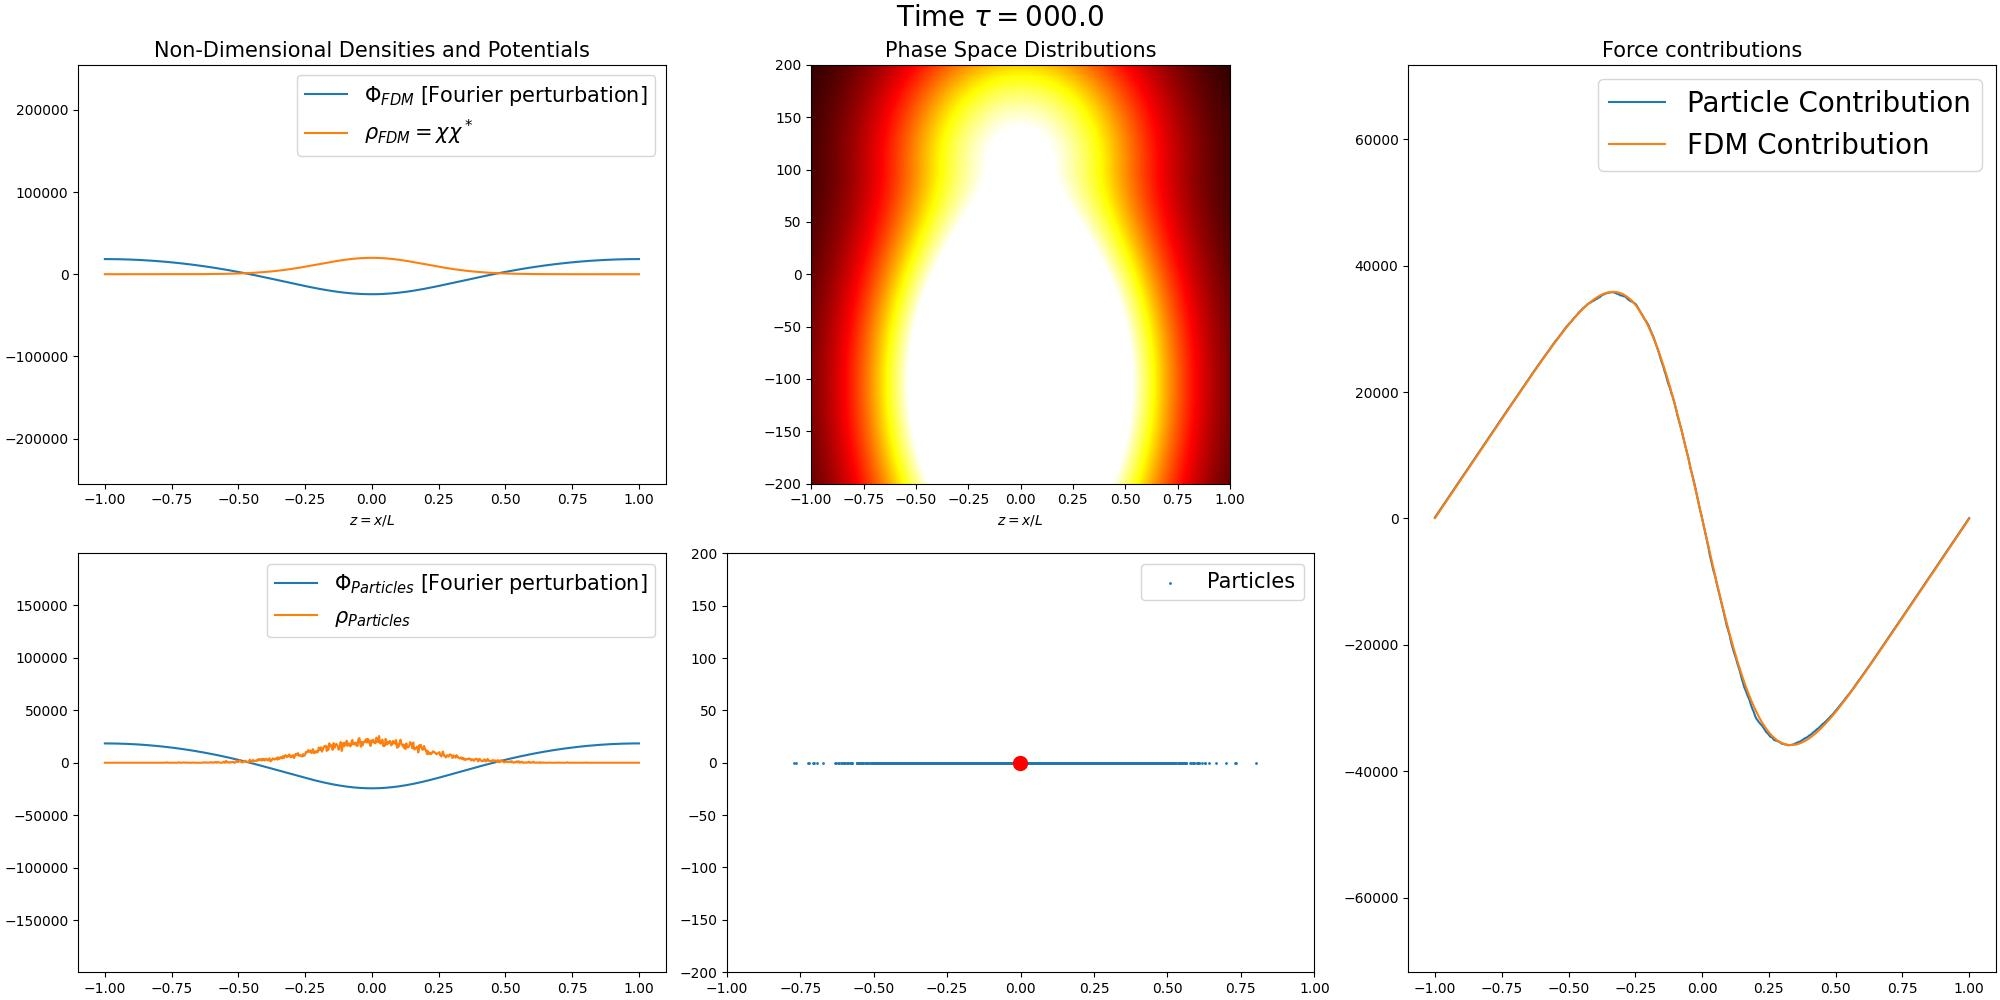 Time τ = 000.0
Non-Dimensional Densities and Potentials
200000
100000
0
−100000
−200000
Φ_FDM [Fourier perturbation]
ρ_FDM = χχ*
−1.00 −0.75 −0.50 −0.25 0.00 0.25 0.50 0.75 1.00
z = x/L
Phase Space Distributions
200
150
100
50
0
−50
−100
−150
−200
−1.00 −0.75 −0.50 −0.25 0.00 0.25 0.50 0.75 1.00
z = x/L
Force contributions
Particle Contribution
FDM Contribution
60000
40000
20000
0
−20000
−40000
−60000
−1.00 −0.75 −0.50 −0.25 0.00 0.25 0.50 0.75 1.00
Φ_Particles [Fourier perturbation]
ρ_Particles
150000
100000
50000
0
−50000
−100000
−150000
−1.00 −0.75 −0.50 −0.25 0.00 0.25 0.50 0.75 1.00
Particles
200
150
100
50
0
−50
−100
−150
−200
−1.00 −0.75 −0.50 −0.25 0.00 0.25 0.50 0.75 1.00